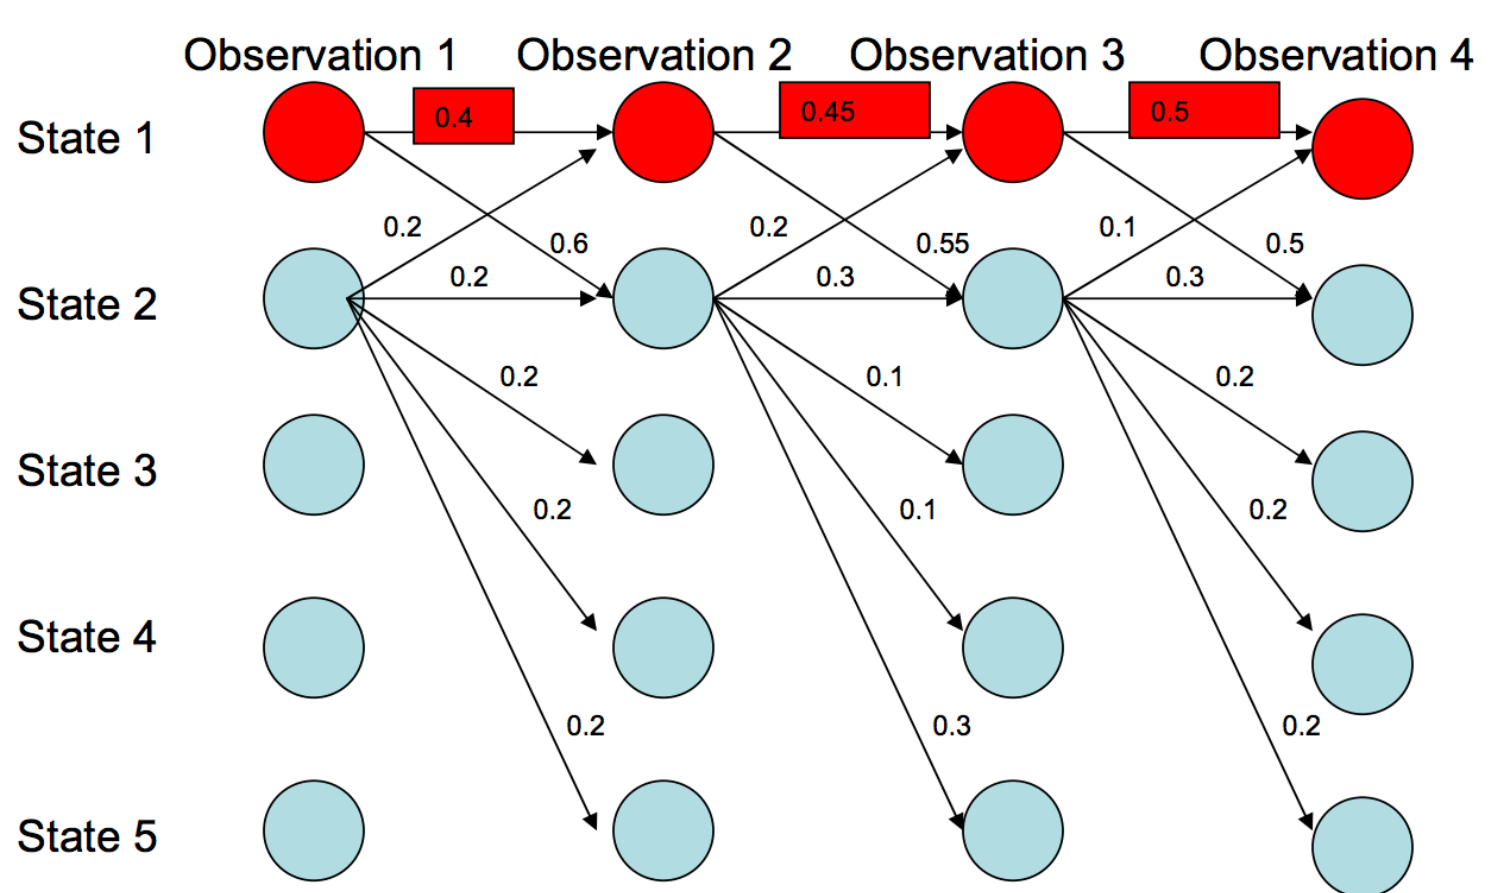 Observation 1 Observation 2 Observation 3 Observation 4
State 1 0.4 0.45 0.5
0.2 0.6 0.2 0.55 0.1 0.5
State 2 0.2 0.3 0.3
0.2 0.1 0.2
State 3
0.2 0.1 0.2
State 4
0.2 0.3 0.2
State 5